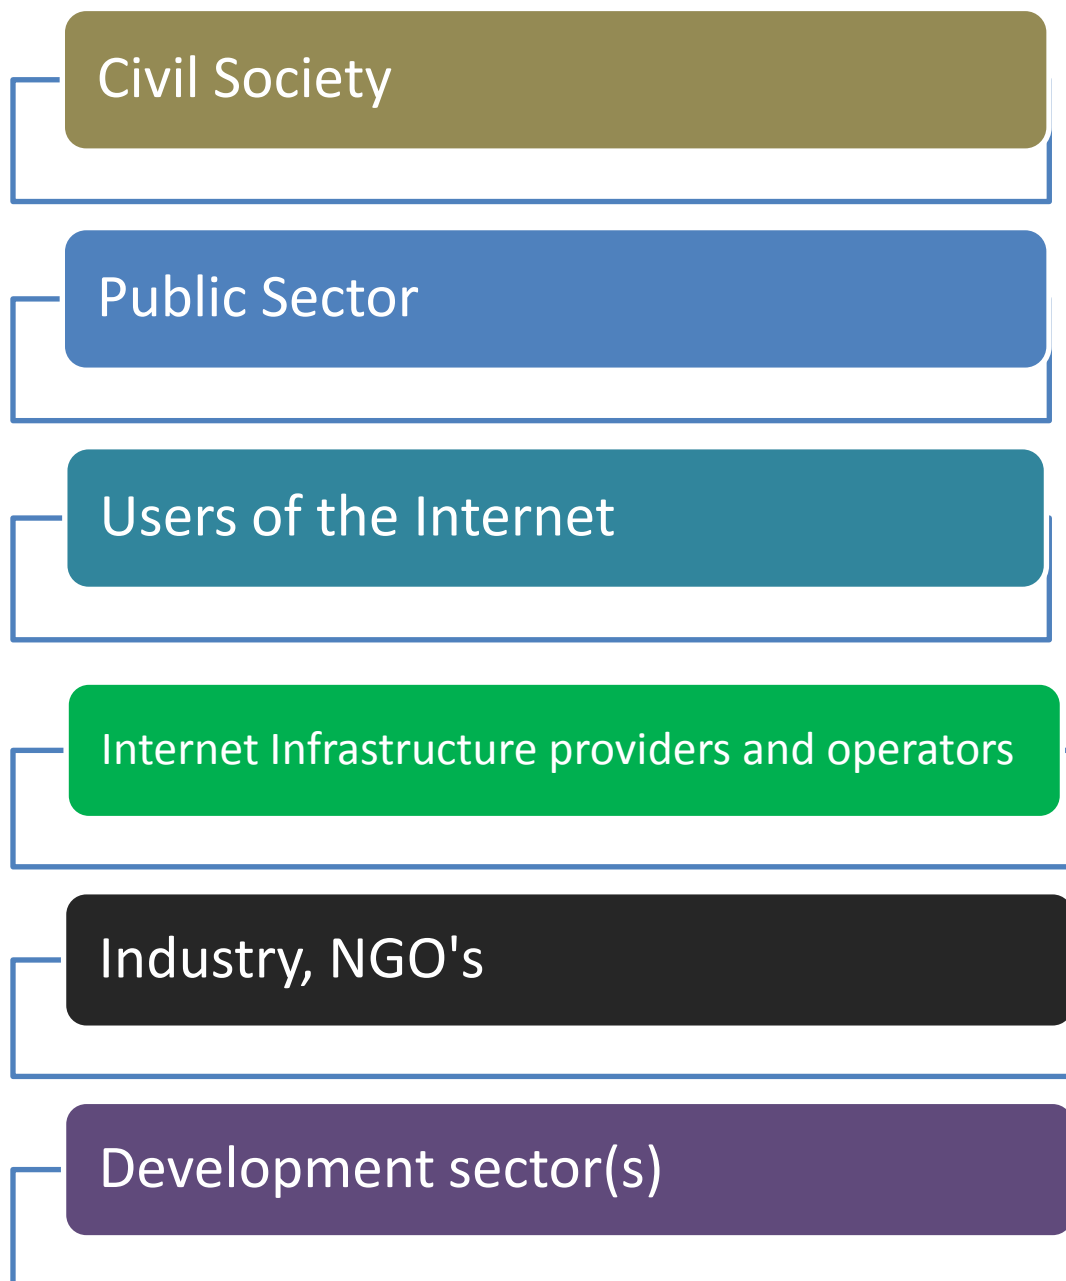 Civil Society
Public Sector
Users of the Internet
Internet Infrastructure providers and operators
Industry, NGO's
Development sector(s)